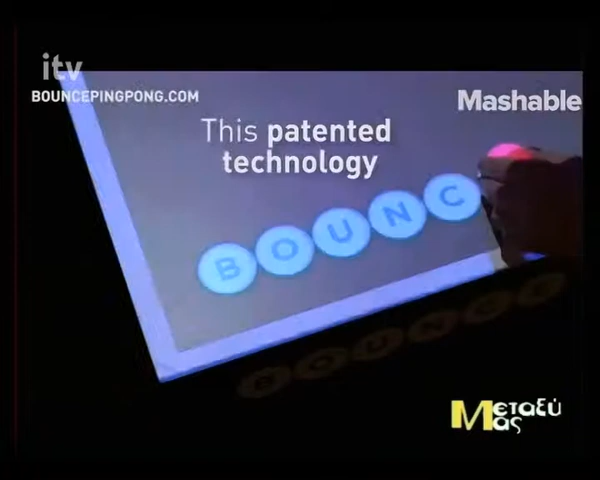 itv
BOUNCEPINGPONG.COM
Mashable
This patented
technology
BOUNC
Μεταξύ
Μας